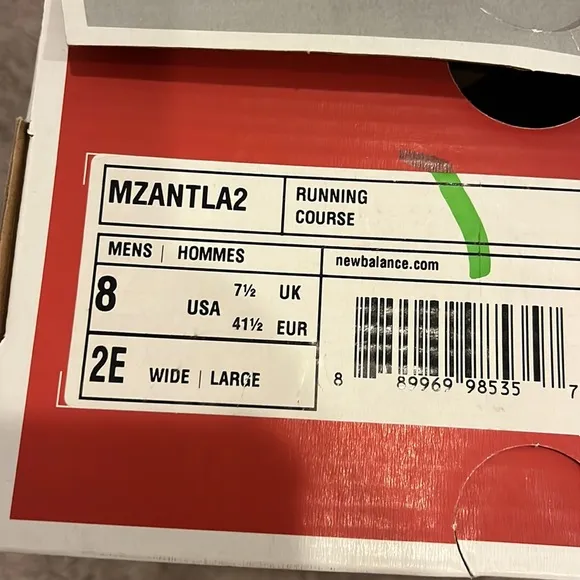 MZANTLA2
RUNNING
COURSE
MENS | HOMMES
newbalance.com
8 USA 7½ UK
41½ EUR
2E WIDE | LARGE
8 89969 98535 7